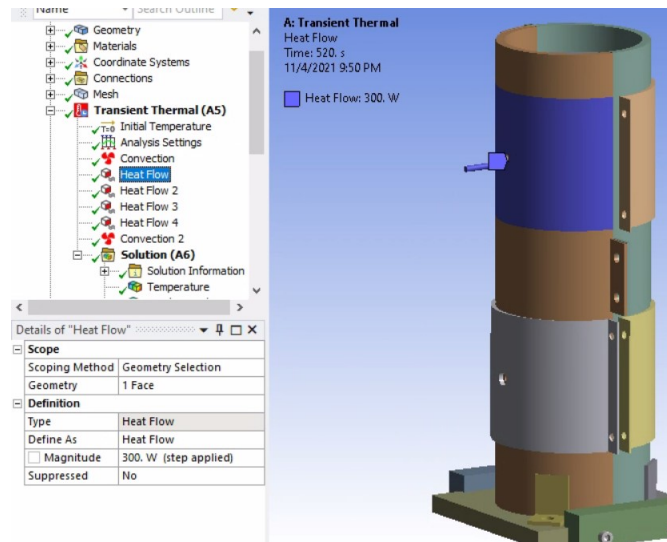 Name
Search Outline
Geometry
Materials
Coordinate Systems
Connections
Mesh
Transient Thermal (A5)
T=0 Initial Temperature
Analysis Settings
Convection
Heat Flow
Heat Flow 2
Heat Flow 3
Heat Flow 4
Convection 2
Solution (A6)
Solution Information
Temperature
Details of "Heat Flow"
Scope
Scoping Method Geometry Selection
Geometry 1 Face
Definition
Type Heat Flow
Define As Heat Flow
Magnitude 300. W (step applied)
Suppressed No
A: Transient Thermal
Heat Flow
Time: 520. s
11/4/2021 9:50 PM
Heat Flow: 300. W